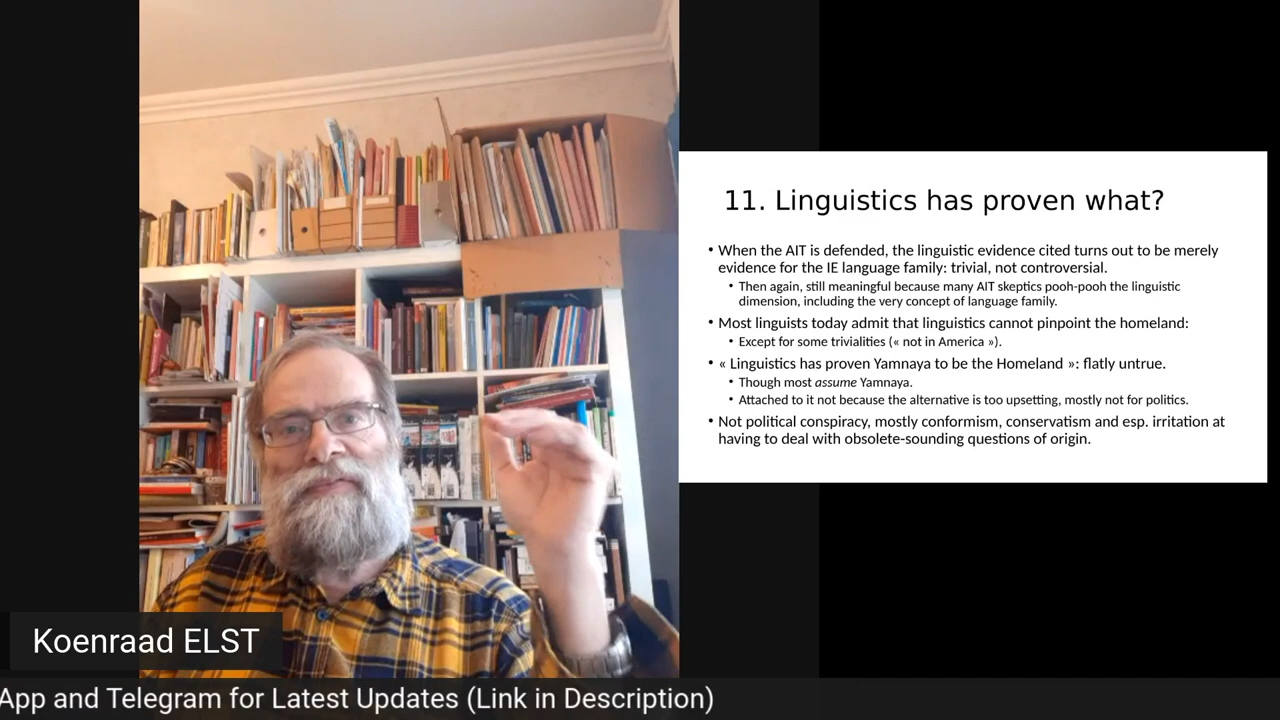 11. Linguistics has proven what?
• When the AIT is defended, the linguistic evidence cited turns out to be merely
evidence for the IE language family: trivial, not controversial.
• Then again, still meaningful because many AIT skeptics pooh-pooh the linguistic
dimension, including the very concept of language family.
• Most linguists today admit that linguistics cannot pinpoint the homeland:
• Except for some trivialities (« not in America »).
• « Linguistics has proven Yamnaya to be the Homeland »: flatly untrue.
• Though most assume Yamnaya.
• Attached to it not because the alternative is too upsetting, mostly not for politics.
• Not political conspiracy, mostly conformism, conservatism and esp. irritation at
having to deal with obsolete-sounding questions of origin.
Koenraad ELST
App and Telegram for Latest Updates (Link in Description)